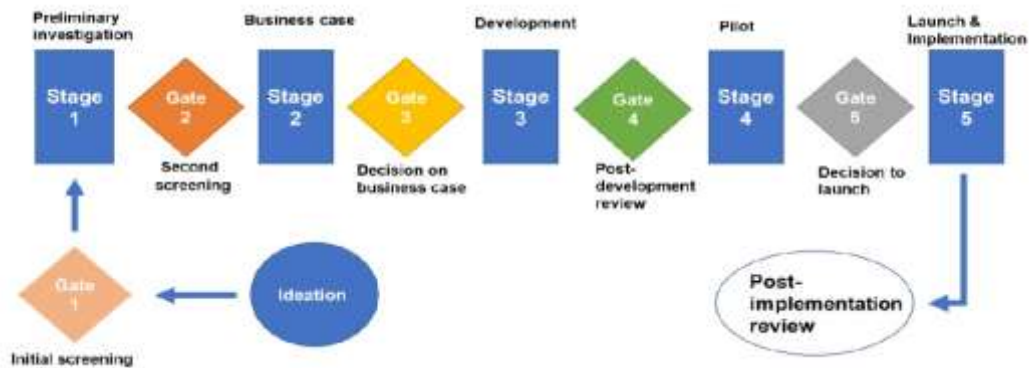 Preliminary
investigation
Business case
Development
Pilot
Launch &
Implementation
Stage
1
Gate
2
Stage
2
Gate
3
Stage
3
Gate
4
Stage
4
Gate
5
Stage
5
Second
screening
Decision on
business case
Post-
development
review
Decision to
launch
Gate
1
Ideation
Post-
implementation
review
Initial screening